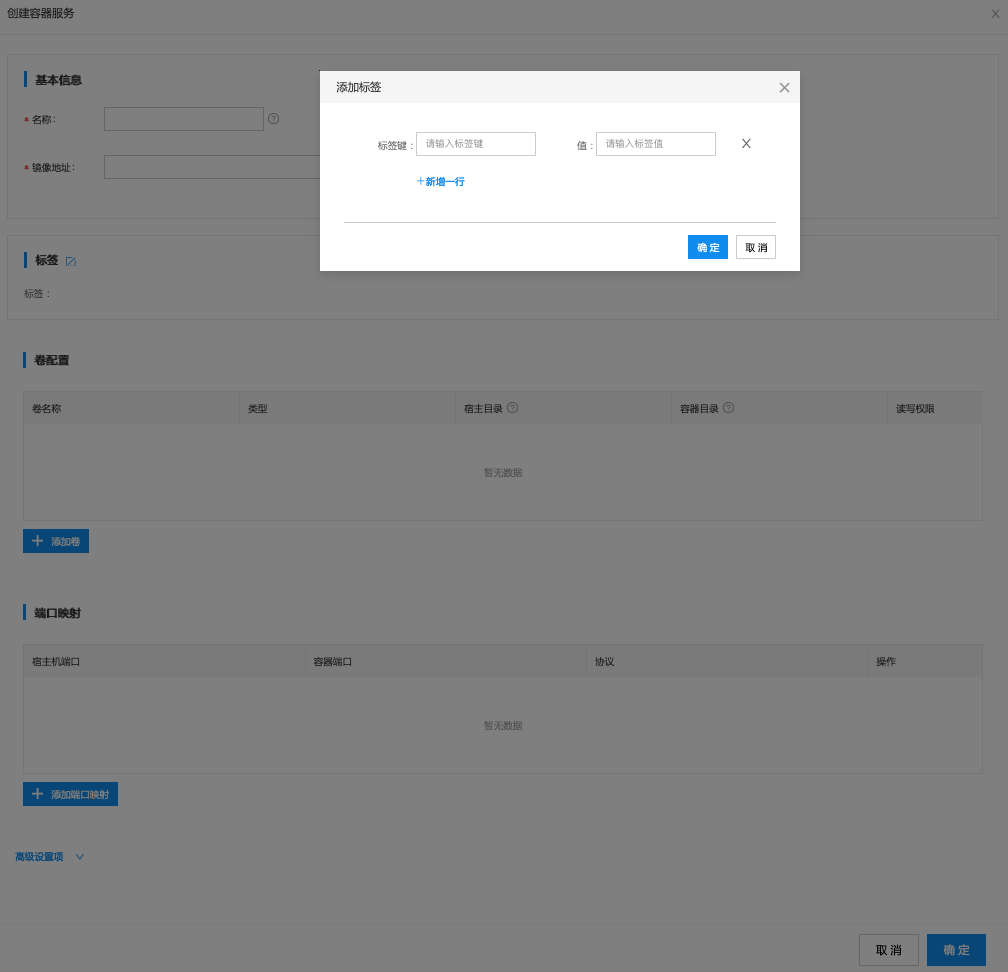 创建容器服务
基本信息
* 名称：
* 镜像地址：
添加标签
标签键： 请输入标签键 值： 请输入标签值
+新增一行
确定 取消
标签
标签：
卷配置
卷名称 类型 宿主目录 容器目录 读写权限
暂无数据
添加卷
端口映射
宿主机端口 容器端口 协议 操作
暂无数据
添加端口映射
高级设置项
取消 确定